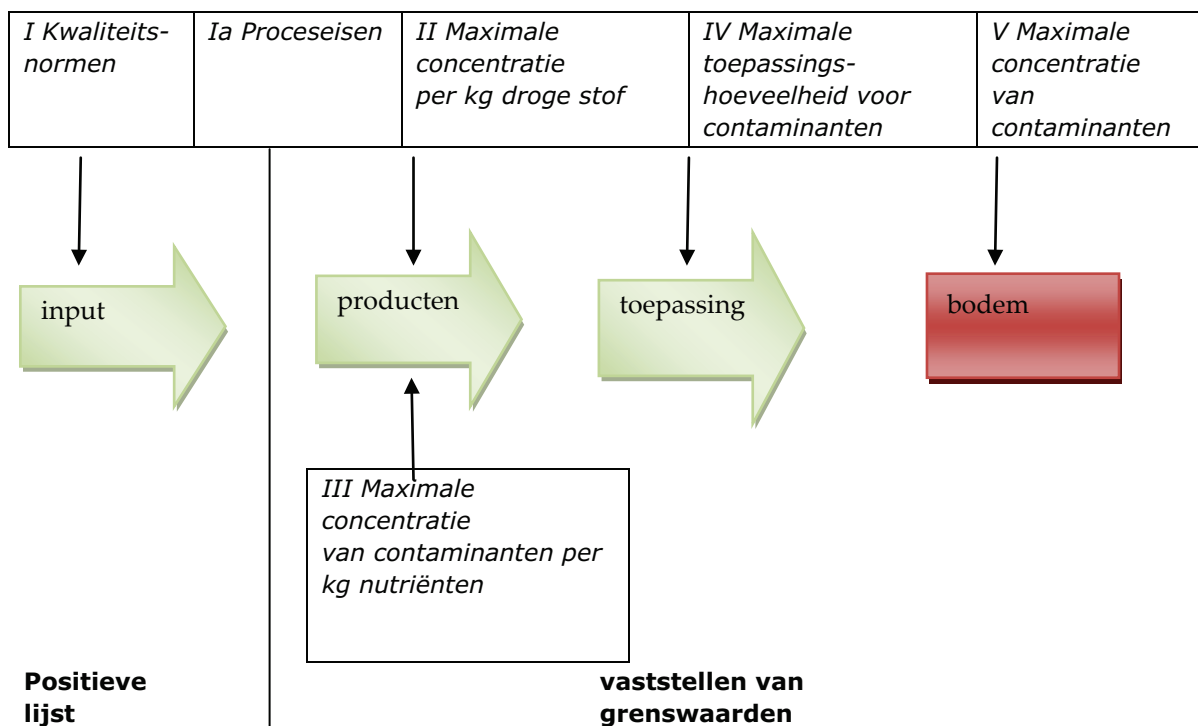 I Kwaliteits-
normen
Ia Proceseisen
II Maximale
concentratie
per kg droge stof
IV Maximale
toepassings-
hoeveelheid voor
contaminanten
V Maximale
concentratie
van
contaminanten
input
producten
toepassing
bodem
III Maximale
concentratie
van contaminanten per
kg nutriënten
Positieve
lijst
vaststellen van
grenswaarden